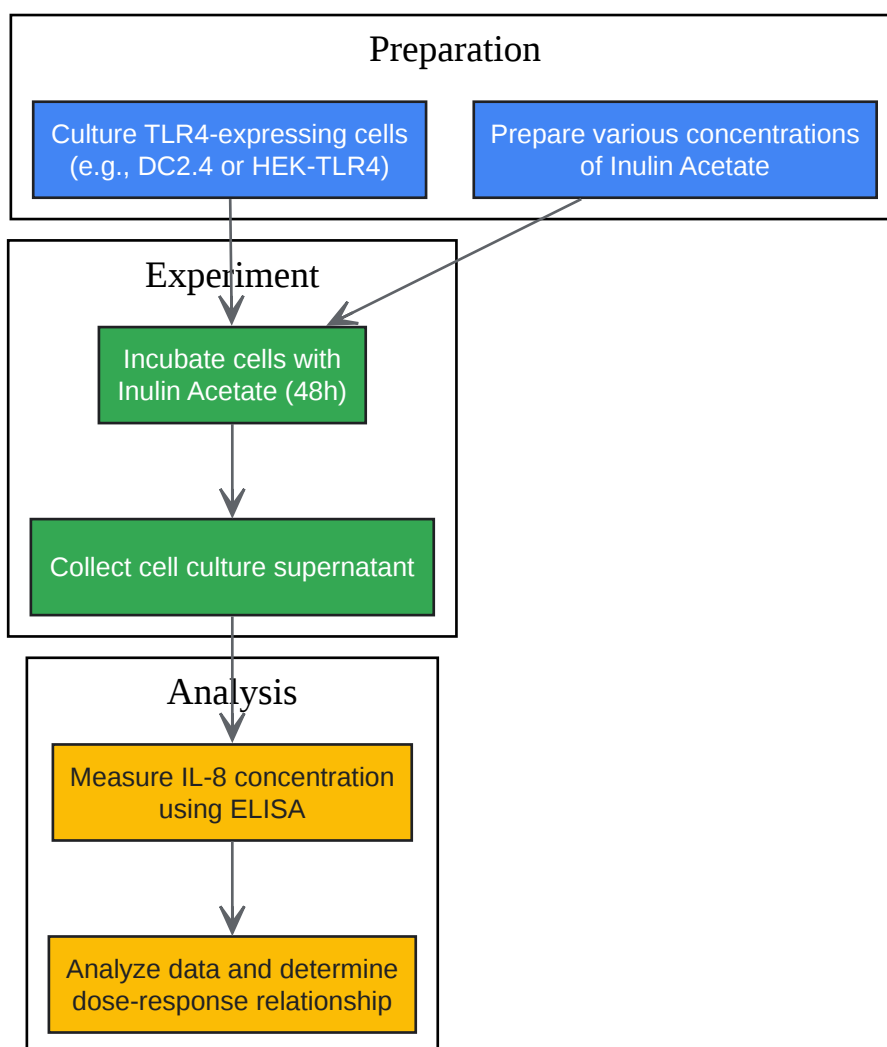 Preparation
Culture TLR4-expressing cells
(e.g., DC2.4 or HEK-TLR4)
Prepare various concentrations
of Inulin Acetate
Experiment
Incubate cells with
Inulin Acetate (48h)
Collect cell culture supernatant
Analysis
Measure IL-8 concentration
using ELISA
Analyze data and determine
dose-response relationship